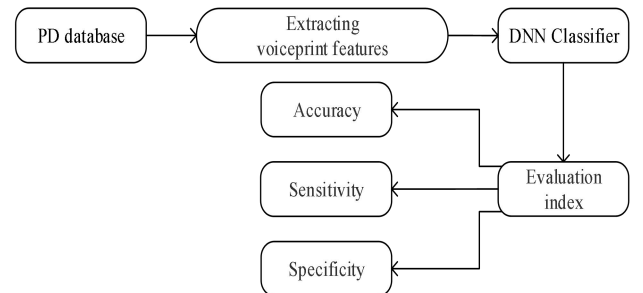 PD database
Extracting
voiceprint features
DNN Classifier
Accuracy
Sensitivity
Evaluation
index
Specificity